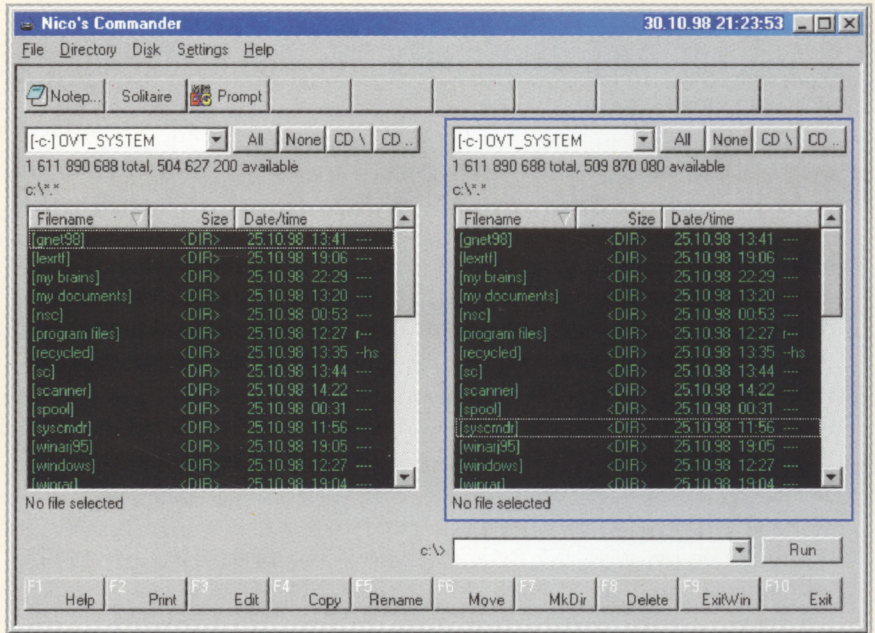 Nico's Commander 30.10.98 21:23:53
File Directory Disk Settings Help
Notep... Solitaire Prompt
[-c-] OVT_SYSTEM All None CD \ CD ..
1 611 890 688 total, 504 627 200 available
c:\*.*
Filename Size Date/time
[gnet98] <DIR> 25.10.98 13:41 ----
[lexrtf] <DIR> 25.10.98 19:06 ----
[my brains] <DIR> 25.10.98 22:29 ----
[my documents] <DIR> 25.10.98 13:20 ----
[nsc] <DIR> 25.10.98 00:53 ----
[program files] <DIR> 25.10.98 12:27 r---
[recycled] <DIR> 25.10.98 13:35 --hs
[sc] <DIR> 25.10.98 13:44 ----
[scanner] <DIR> 25.10.98 14:22 ----
[spool] <DIR> 25.10.98 00:31 ----
[syscmdr] <DIR> 25.10.98 11:56 ----
[winarj95] <DIR> 25.10.98 19:05 ----
[windows] <DIR> 25.10.98 12:27 ----
[winrar] <DIR> 25.10.98 19:04 ----
No file selected
[-c-] OVT_SYSTEM All None CD \ CD ..
1 611 890 688 total, 509 870 080 available
c:\*.*
Filename Size Date/time
[gnet98] <DIR> 25.10.98 13:41 ----
[lexrtf] <DIR> 25.10.98 19:06 ----
[my brains] <DIR> 25.10.98 22:29 ----
[my documents] <DIR> 25.10.98 13:20 ----
[nsc] <DIR> 25.10.98 00:53 ----
[program files] <DIR> 25.10.98 12:27 r---
[recycled] <DIR> 25.10.98 13:35 --hs
[sc] <DIR> 25.10.98 13:44 ----
[scanner] <DIR> 25.10.98 14:22 ----
[spool] <DIR> 25.10.98 00:31 ----
[syscmdr] <DIR> 25.10.98 11:56 ----
[winarj95] <DIR> 25.10.98 19:05 ----
[windows] <DIR> 25.10.98 12:27 ----
[winrar] <DIR> 25.10.98 19:04 ----
No file selected
c:\> Run
F1 Help F2 Print F3 Edit F4 Copy F5 Rename F6 Move F7 MkDir F8 Delete F9 ExitWin F10 Exit